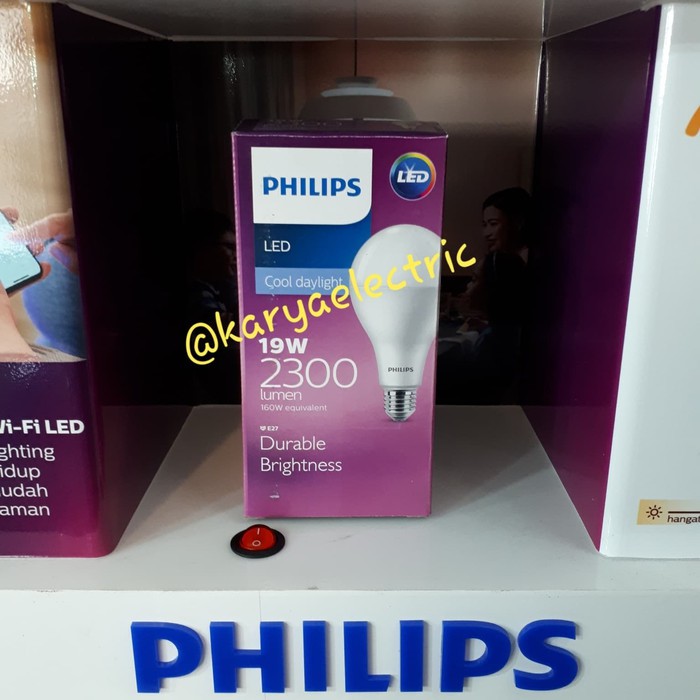 PHILIPS
LED
LED
Cool daylight
@karyaelectric
19W
2300
lumen
160W equivalent
E27
Durable
Brightness
PHILIPS
Vi-Fi LED
ghting
idup
udah
aman
hangat
PHILIPS